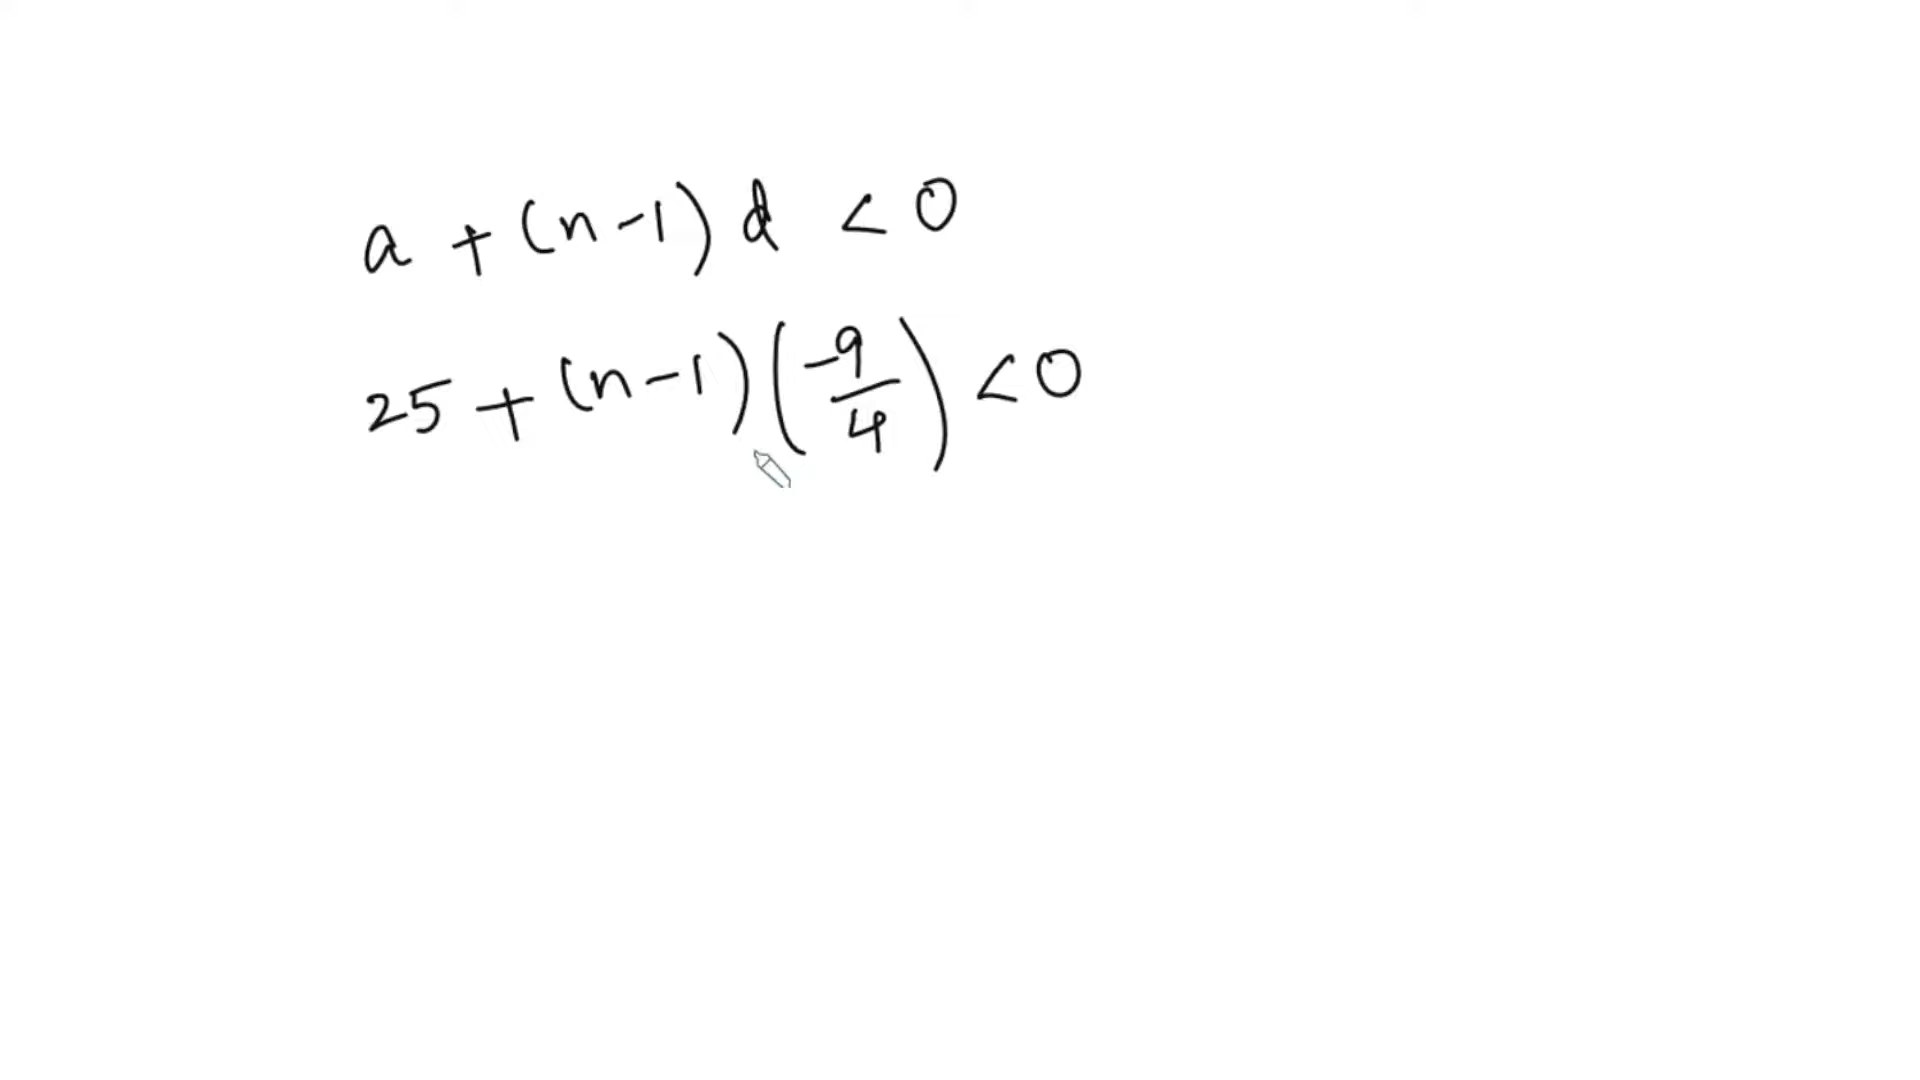 a + (n-1) d < 0
25 + (n-1) (-9/4) < 0